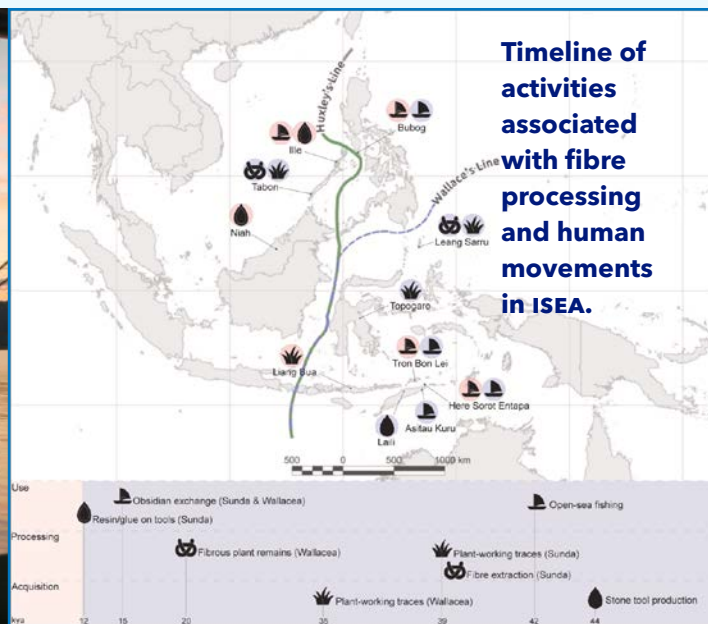 Timeline of
activities
associated
with fibre
processing
and human
movements
in ISEA.
Huxley's Line
Bubog
Ille
Tabon
Wallace's Line
Niah
Leang Sarru
Topogaro
Tron Bon Lei
Liang Bua
Here Sorot Entapa
Asitau Kuru
Laili
500 0 500 1000 km
Use
Obsidian exchange (Sunda & Wallacea)
Open-sea fishing
Resin/glue on tools (Sunda)
Processing
Fibrous plant remains (Wallacea)
Plant-working traces (Sunda)
Fibre extraction (Sunda)
Acquisition
Plant-working traces (Wallacea)
Stone tool production
kya 12 15 20 35 39 42 44